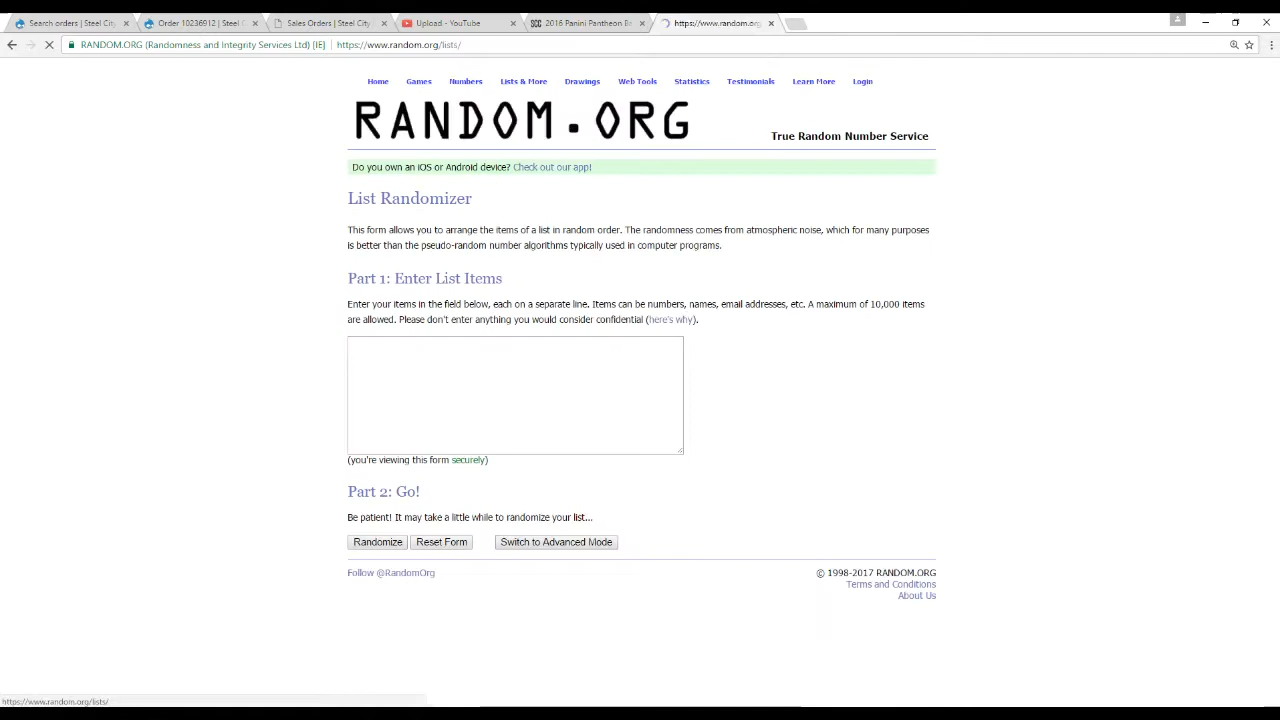 Search orders | Steel City
Order 10236912 | Steel C
Sales Orders | Steel City
Upload - YouTube
2016 Panini Pantheon Ba
https://www.random.org
RANDOM.ORG (Randomness and Integrity Services Ltd) [IE] https://www.random.org/lists/
Home Games Numbers Lists & More Drawings Web Tools Statistics Testimonials Learn More Login
RANDOM.ORG
True Random Number Service
Do you own an iOS or Android device? Check out our app!
List Randomizer
This form allows you to arrange the items of a list in random order. The randomness comes from atmospheric noise, which for many purposes
is better than the pseudo-random number algorithms typically used in computer programs.
Part 1: Enter List Items
Enter your items in the field below, each on a separate line. Items can be numbers, names, email addresses, etc. A maximum of 10,000 items
are allowed. Please don't enter anything you would consider confidential (here's why).
(you're viewing this form securely)
Part 2: Go!
Be patient! It may take a little while to randomize your list...
Randomize Reset Form Switch to Advanced Mode
Follow @RandomOrg
© 1998-2017 RANDOM.ORG
Terms and Conditions
About Us
https://www.random.org/lists/